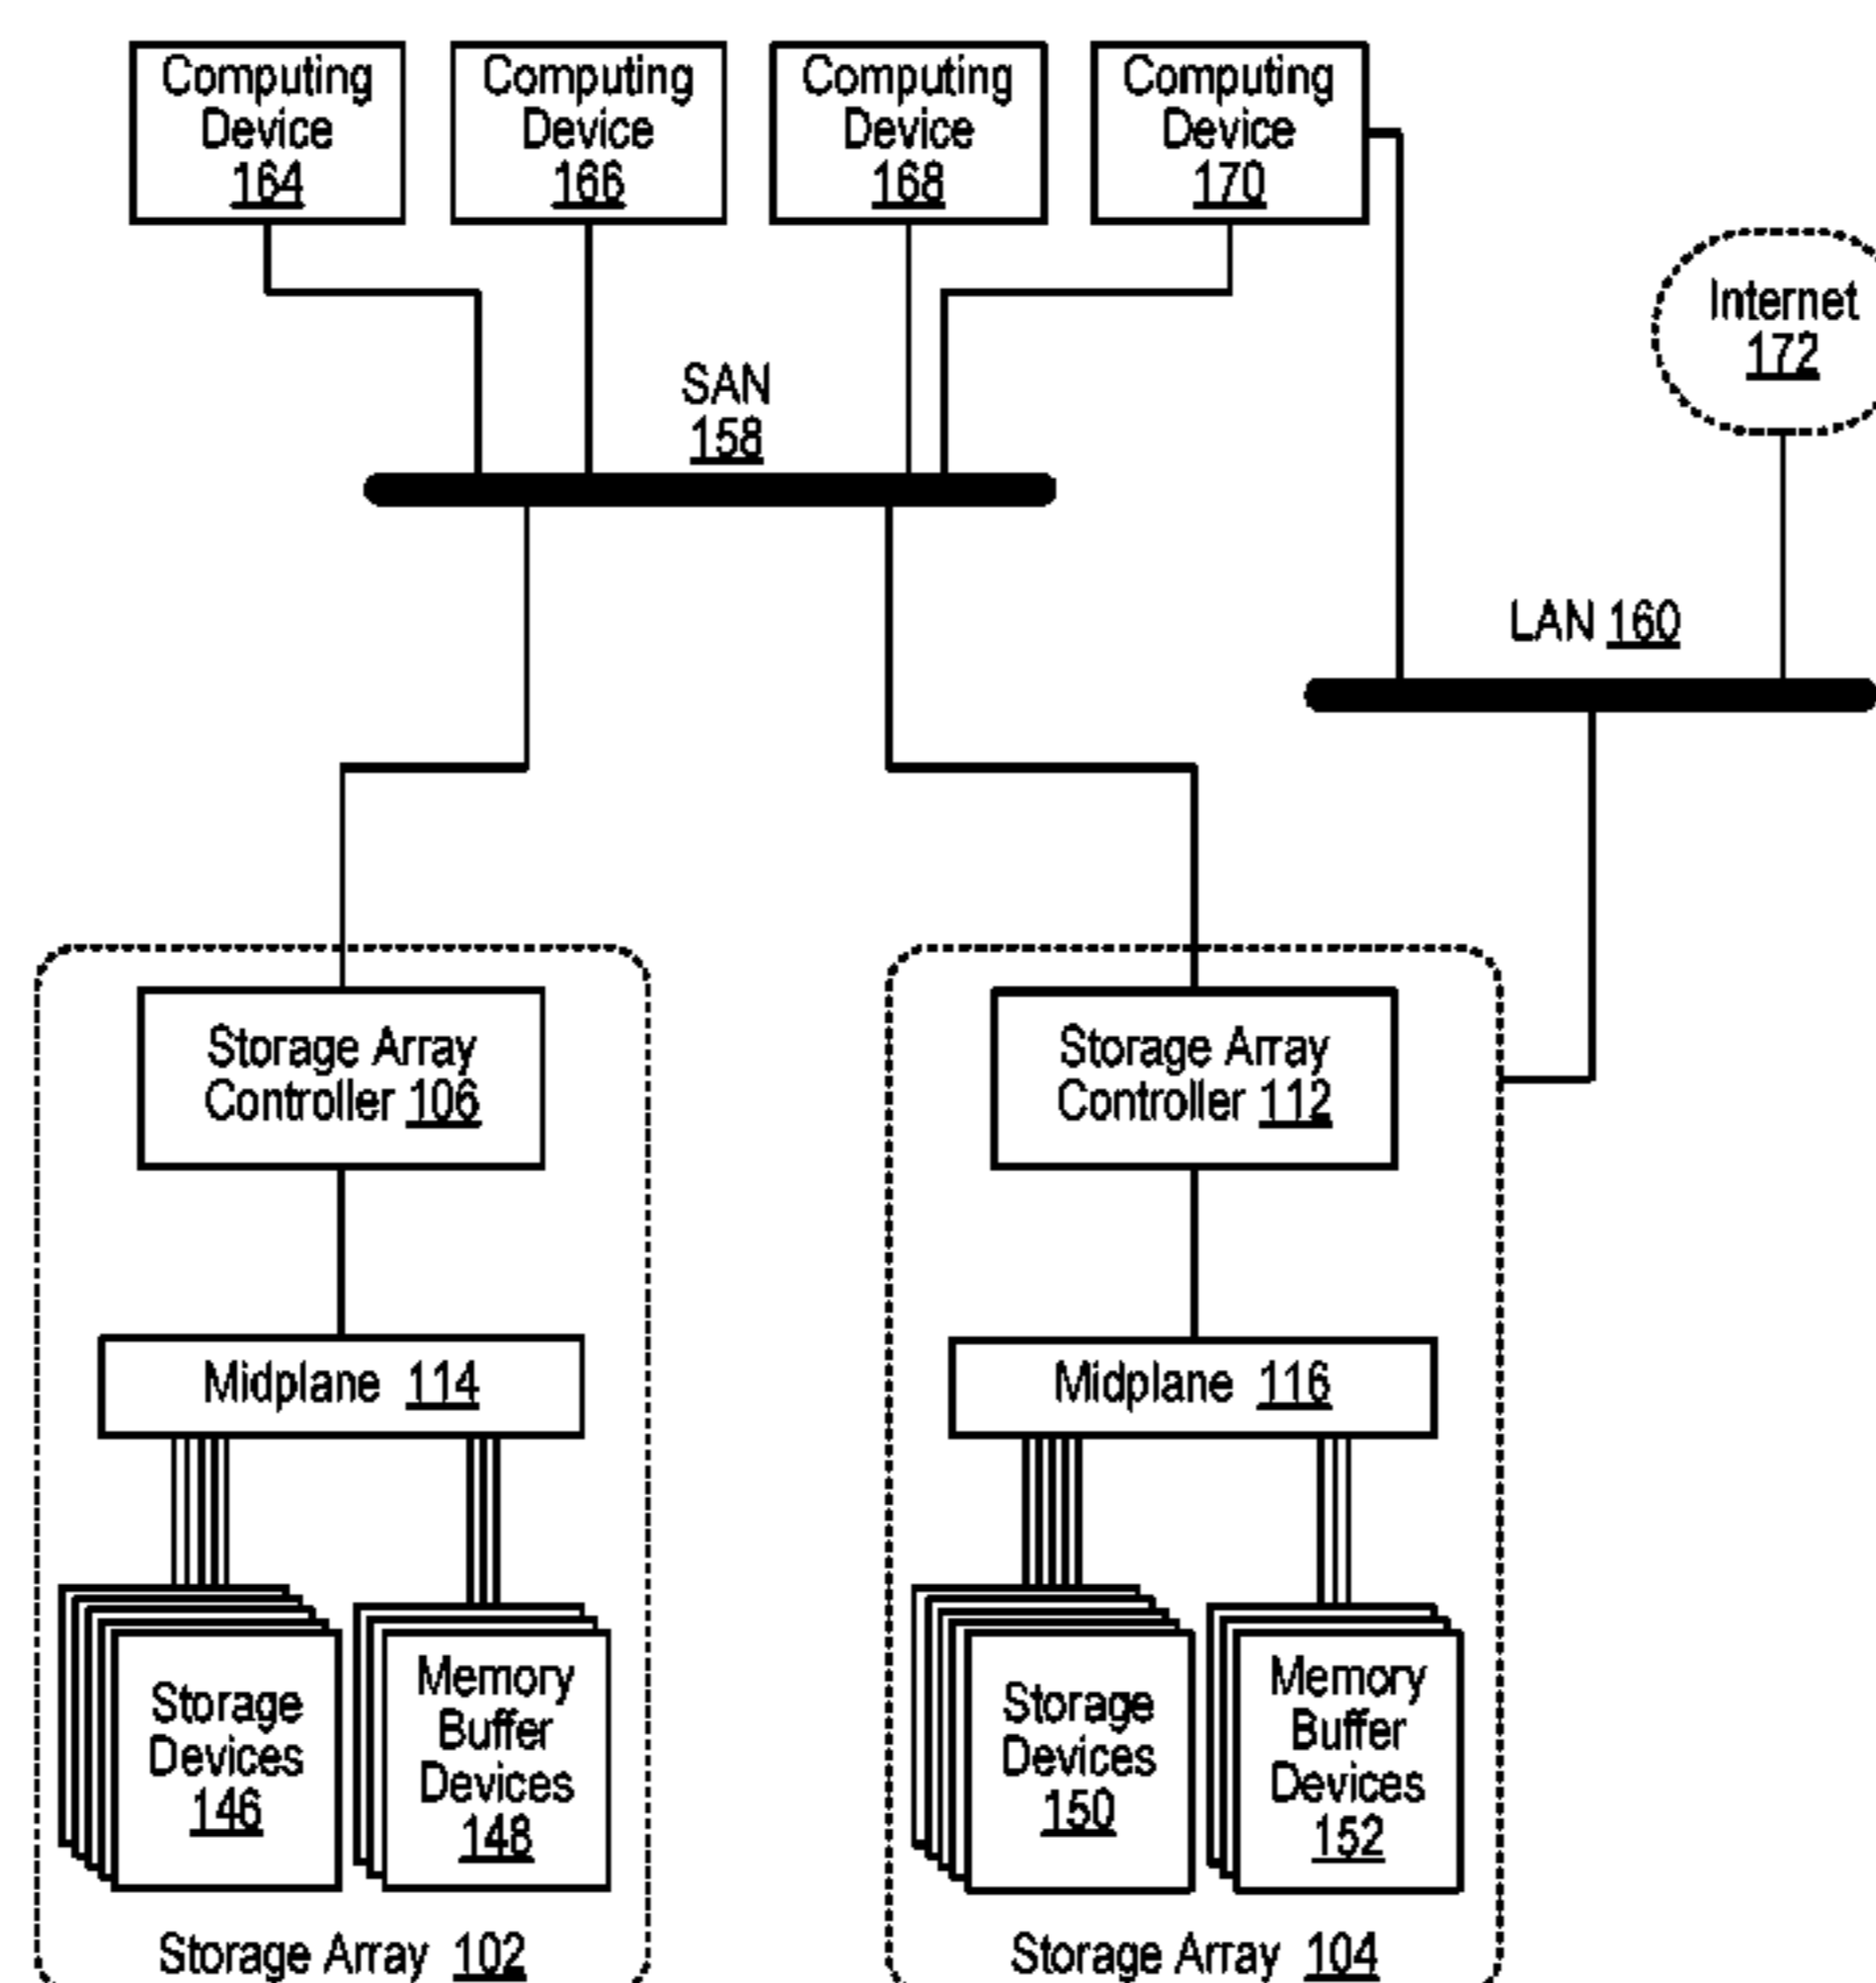 Computing
Device
164
Computing
Device
166
Computing
Device
168
Computing
Device
170
Internet
172
SAN
158
LAN 160
Storage Array
Controller 106
Storage Array
Controller 112
Midplane 114
Midplane 116
Storage
Devices
146
Memory
Buffer
Devices
148
Storage
Devices
150
Memory
Buffer
Devices
152
Storage Array 102
Storage Array 104